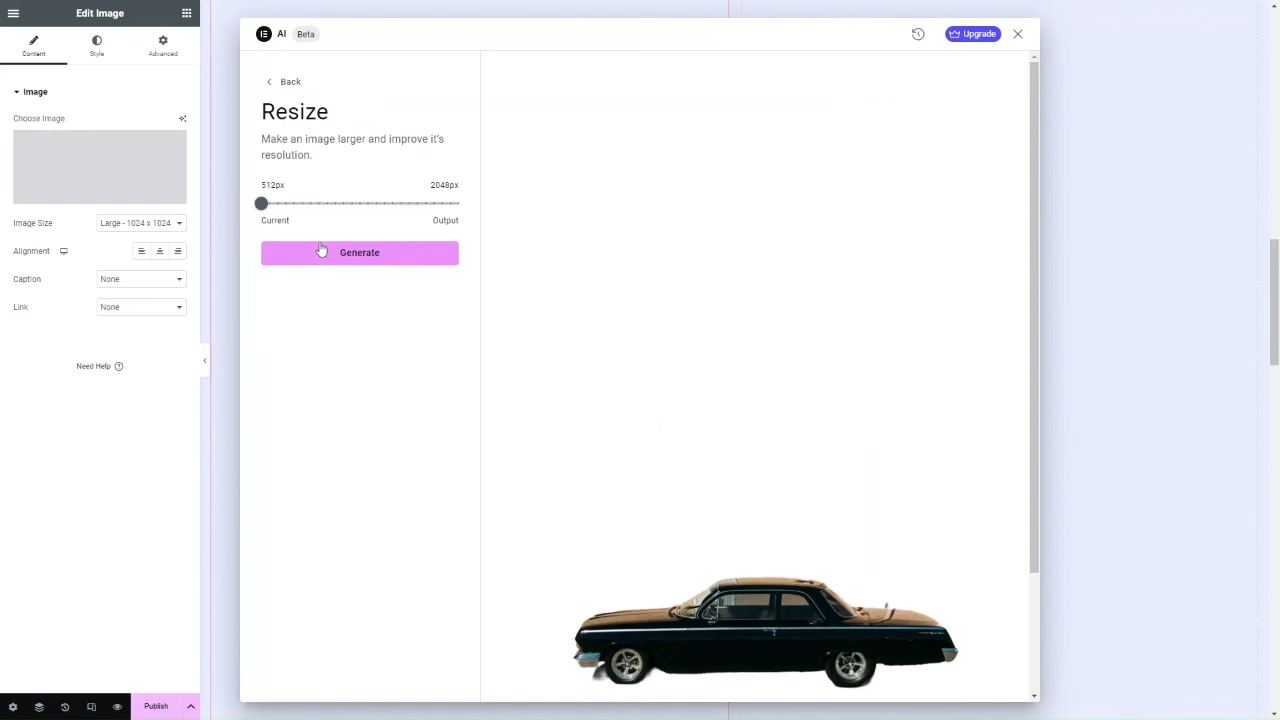 Edit Image
Content
Style
Advanced
Image
Choose Image
Image Size
Large - 1024 x 1024
Alignment
Caption
None
Link
None
Need Help
Publish
AI
Beta
Upgrade
Back
Resize
Make an image larger and improve it's
resolution.
512px
2048px
Current
Output
Generate